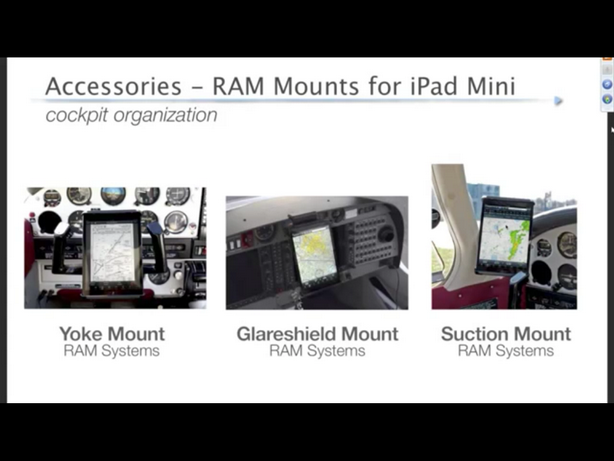 Accessories – RAM Mounts for iPad Mini
cockpit organization
Yoke Mount
RAM Systems
Glareshield Mount
RAM Systems
Suction Mount
RAM Systems